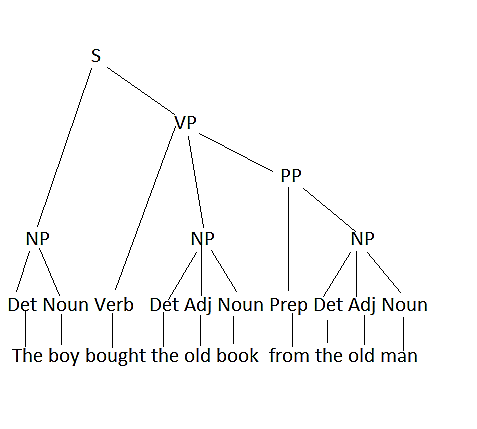 S
VP
PP
NP NP NP
Det Noun Verb Det Adj Noun Prep Det Adj Noun
The boy bought the old book from the old man